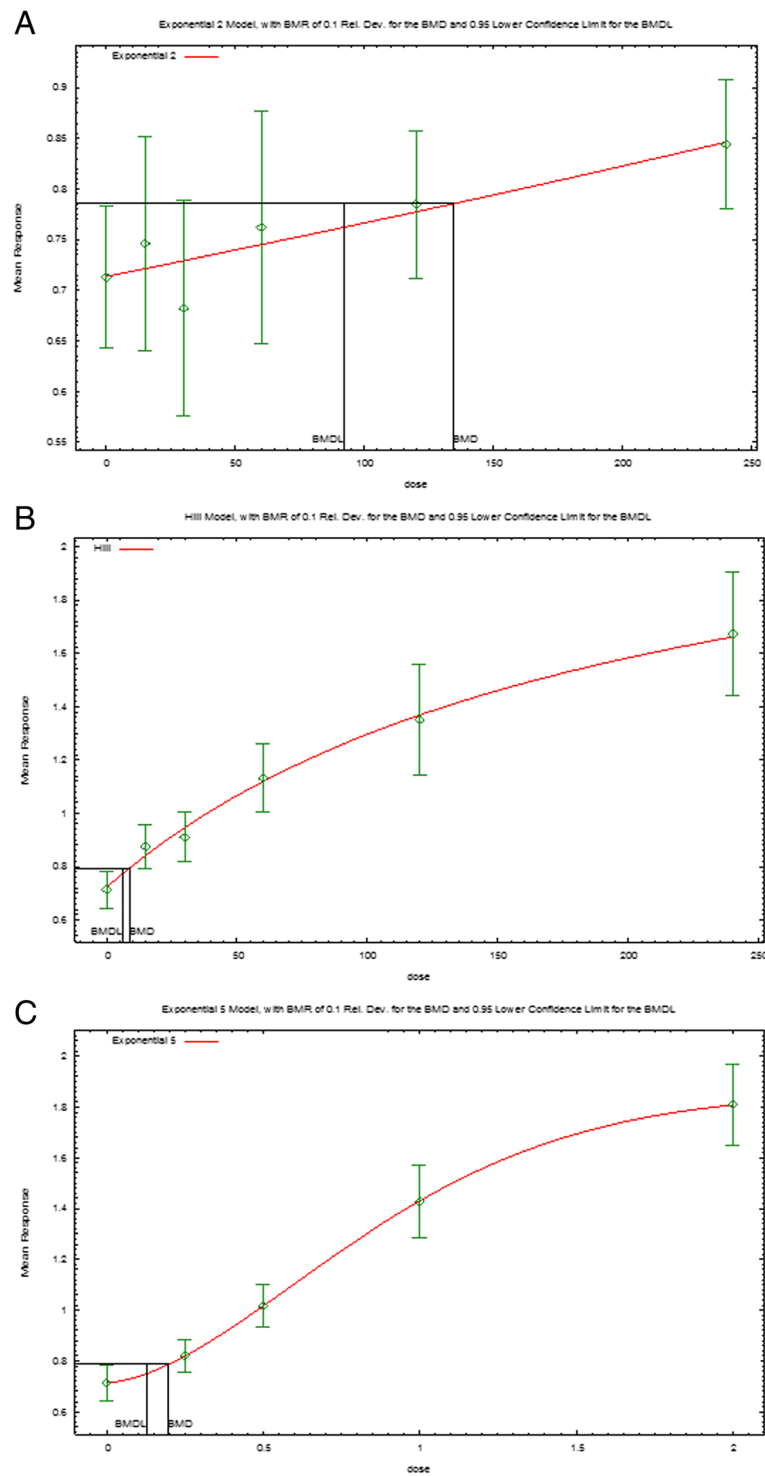 A
Exponential 2 Model, with BMR of 0.1 Rel. Dev. for the BMD and 0.95 Lower Confidence Limit for the BMDL
Exponential 2
0.9
0.85
0.8
0.75
0.7
0.65
0.6
0.55
Mean Response
BMDL
BMD
0
50
100
150
200
250
dose
B
Hill Model, with BMR of 0.1 Rel. Dev. for the BMD and 0.95 Lower Confidence Limit for the BMDL
Hill
2
1.8
1.6
1.4
1.2
1
0.8
0.6
Mean Response
BMDL
BMD
0
50
100
150
200
250
dose
C
Exponential 5 Model, with BMR of 0.1 Rel. Dev. for the BMD and 0.95 Lower Confidence Limit for the BMDL
Exponential 5
2
1.8
1.6
1.4
1.2
1
0.8
0.6
Mean Response
BMDL
BMD
0
0.5
1
1.5
2
dose